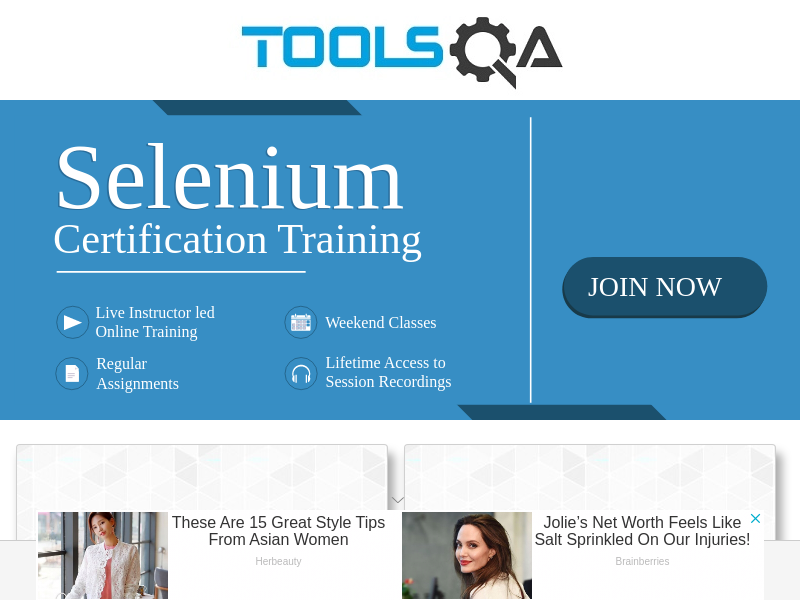 TOOLSQA
Selenium
Certification Training
JOIN NOW
Live Instructor led
Online Training
Weekend Classes
Regular
Assignments
Lifetime Access to
Session Recordings
These Are 15 Great Style Tips
From Asian Women
Herbeauty
Jolie’s Net Worth Feels Like
Salt Sprinkled On Our Injuries!
Brainberries